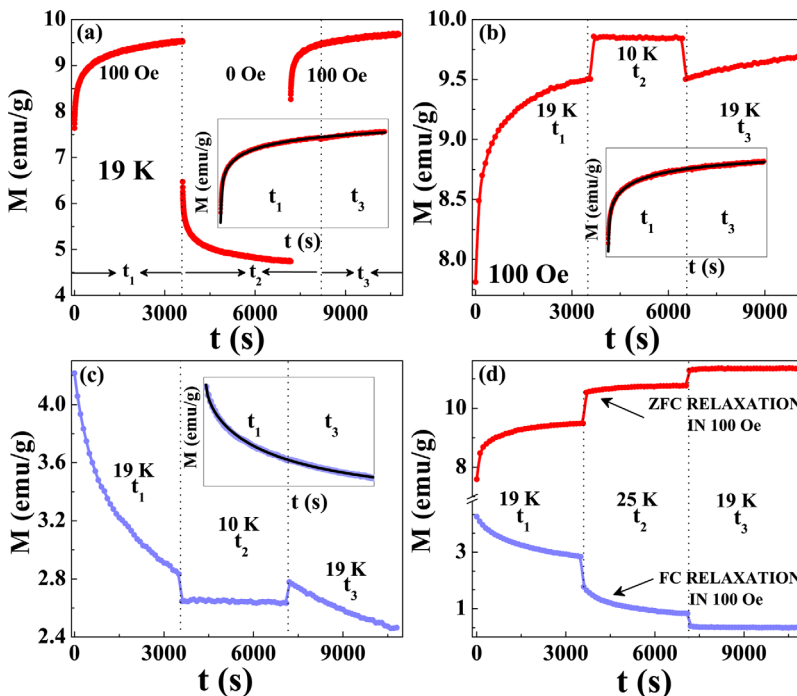 (a)
100 Oe
0 Oe
100 Oe
19 K
M (emu/g)
t1
t3
t (s)
t1
t2
t3
10
9
8
7
6
5
4
M (emu/g)
0
3000
6000
9000
t (s)
(b)
10 K
t2
19 K
t1
19 K
t3
M (emu/g)
t1
t3
t (s)
100 Oe
10.0
9.5
9.0
8.5
8.0
M (emu/g)
0
3000
6000
9000
t (s)
(c)
19 K
t1
10 K
t2
19 K
t3
M (emu/g)
t1
t3
t (s)
4.0
3.6
3.2
2.8
2.4
M (emu/g)
0
3000
6000
9000
t (s)
(d)
ZFC RELAXATION
IN 100 Oe
19 K
t1
25 K
t2
19 K
t3
FC RELAXATION
IN 100 Oe
11
10
8
3
1
M (emu/g)
0
3000
6000
9000
t (s)